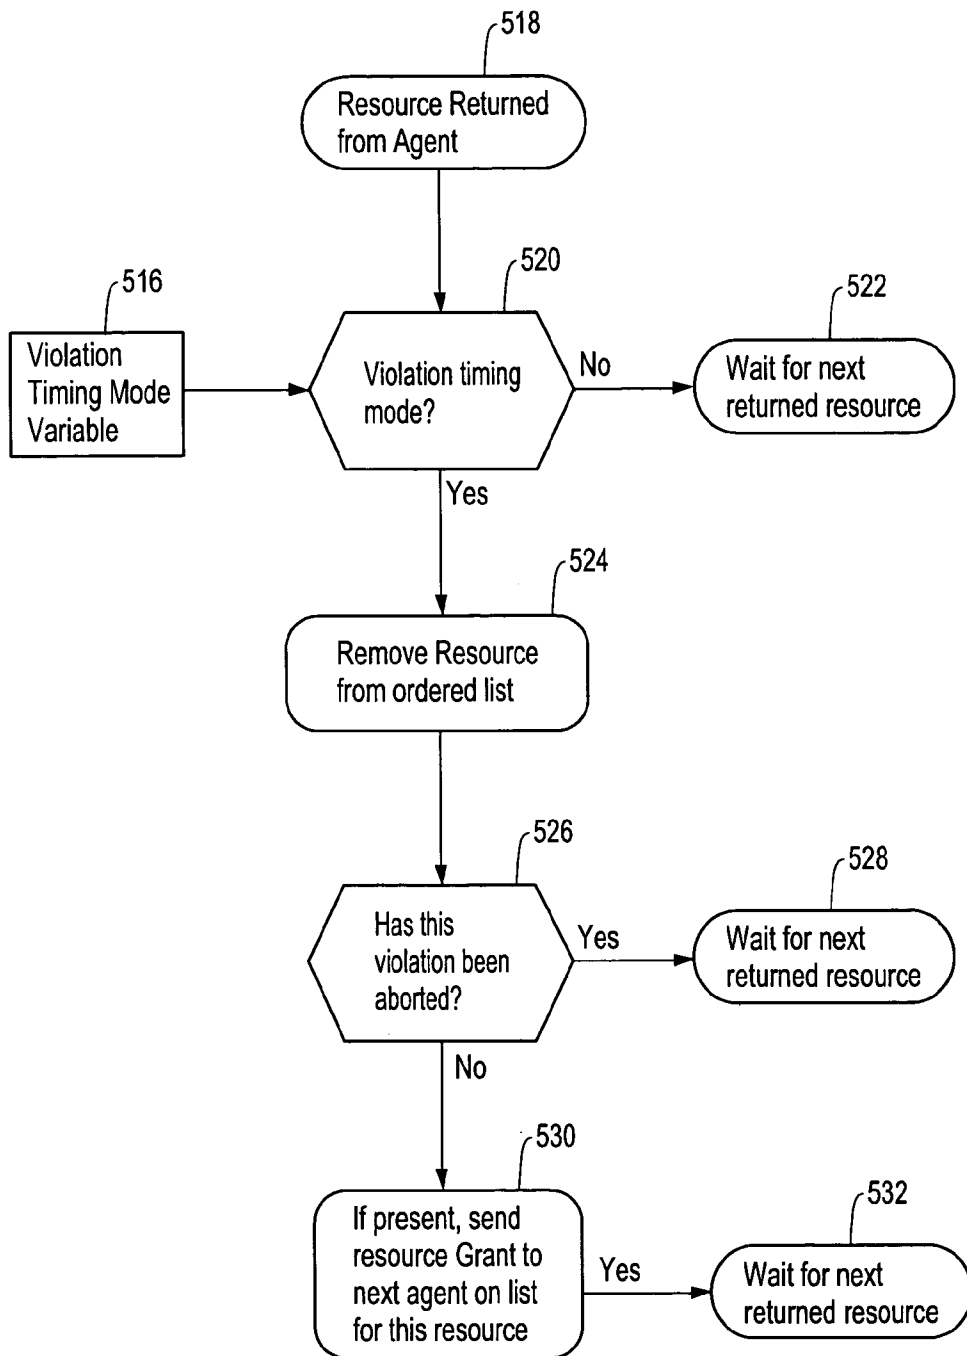 518
Resource Returned
from Agent
520
516
522
Violation
Timing Mode
Variable
Violation timing
mode?
No
Wait for next
returned resource
Yes
524
Remove Resource
from ordered list
526
528
Has this
violation been
aborted?
Yes
Wait for next
returned resource
No
530
532
If present, send
resource Grant to
next agent on list
for this resource
Yes
Wait for next
returned resource